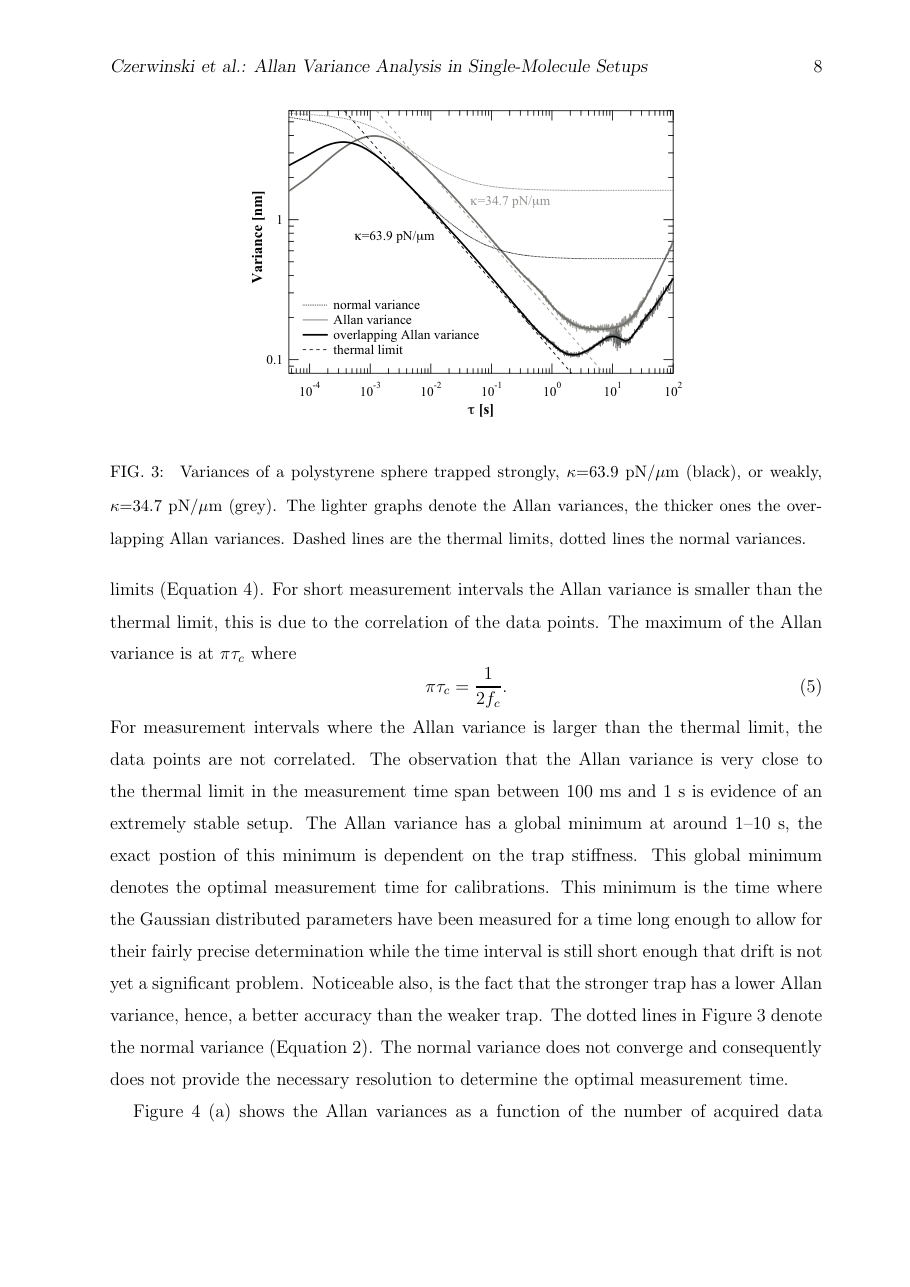 Czerwinski et al.: Allan Variance Analysis in Single-Molecule Setups 8
Variance [nm]
1
0.1
κ=34.7 pN/μm
κ=63.9 pN/μm
normal variance
Allan variance
overlapping Allan variance
thermal limit
10-4 10-3 10-2 10-1 100 101 102
τ [s]
FIG. 3: Variances of a polystyrene sphere trapped strongly, κ=63.9 pN/μm (black), or weakly,
κ=34.7 pN/μm (grey). The lighter graphs denote the Allan variances, the thicker ones the over-
lapping Allan variances. Dashed lines are the thermal limits, dotted lines the normal variances.
limits (Equation 4). For short measurement intervals the Allan variance is smaller than the
thermal limit, this is due to the correlation of the data points. The maximum of the Allan
variance is at πτc where
πτc = 1/2fc. (5)
For measurement intervals where the Allan variance is larger than the thermal limit, the
data points are not correlated. The observation that the Allan variance is very close to
the thermal limit in the measurement time span between 100 ms and 1 s is evidence of an
extremely stable setup. The Allan variance has a global minimum at around 1–10 s, the
exact postion of this minimum is dependent on the trap stiffness. This global minimum
denotes the optimal measurement time for calibrations. This minimum is the time where
the Gaussian distributed parameters have been measured for a time long enough to allow for
their fairly precise determination while the time interval is still short enough that drift is not
yet a significant problem. Noticeable also, is the fact that the stronger trap has a lower Allan
variance, hence, a better accuracy than the weaker trap. The dotted lines in Figure 3 denote
the normal variance (Equation 2). The normal variance does not converge and consequently
does not provide the necessary resolution to determine the optimal measurement time.
Figure 4 (a) shows the Allan variances as a function of the number of acquired data